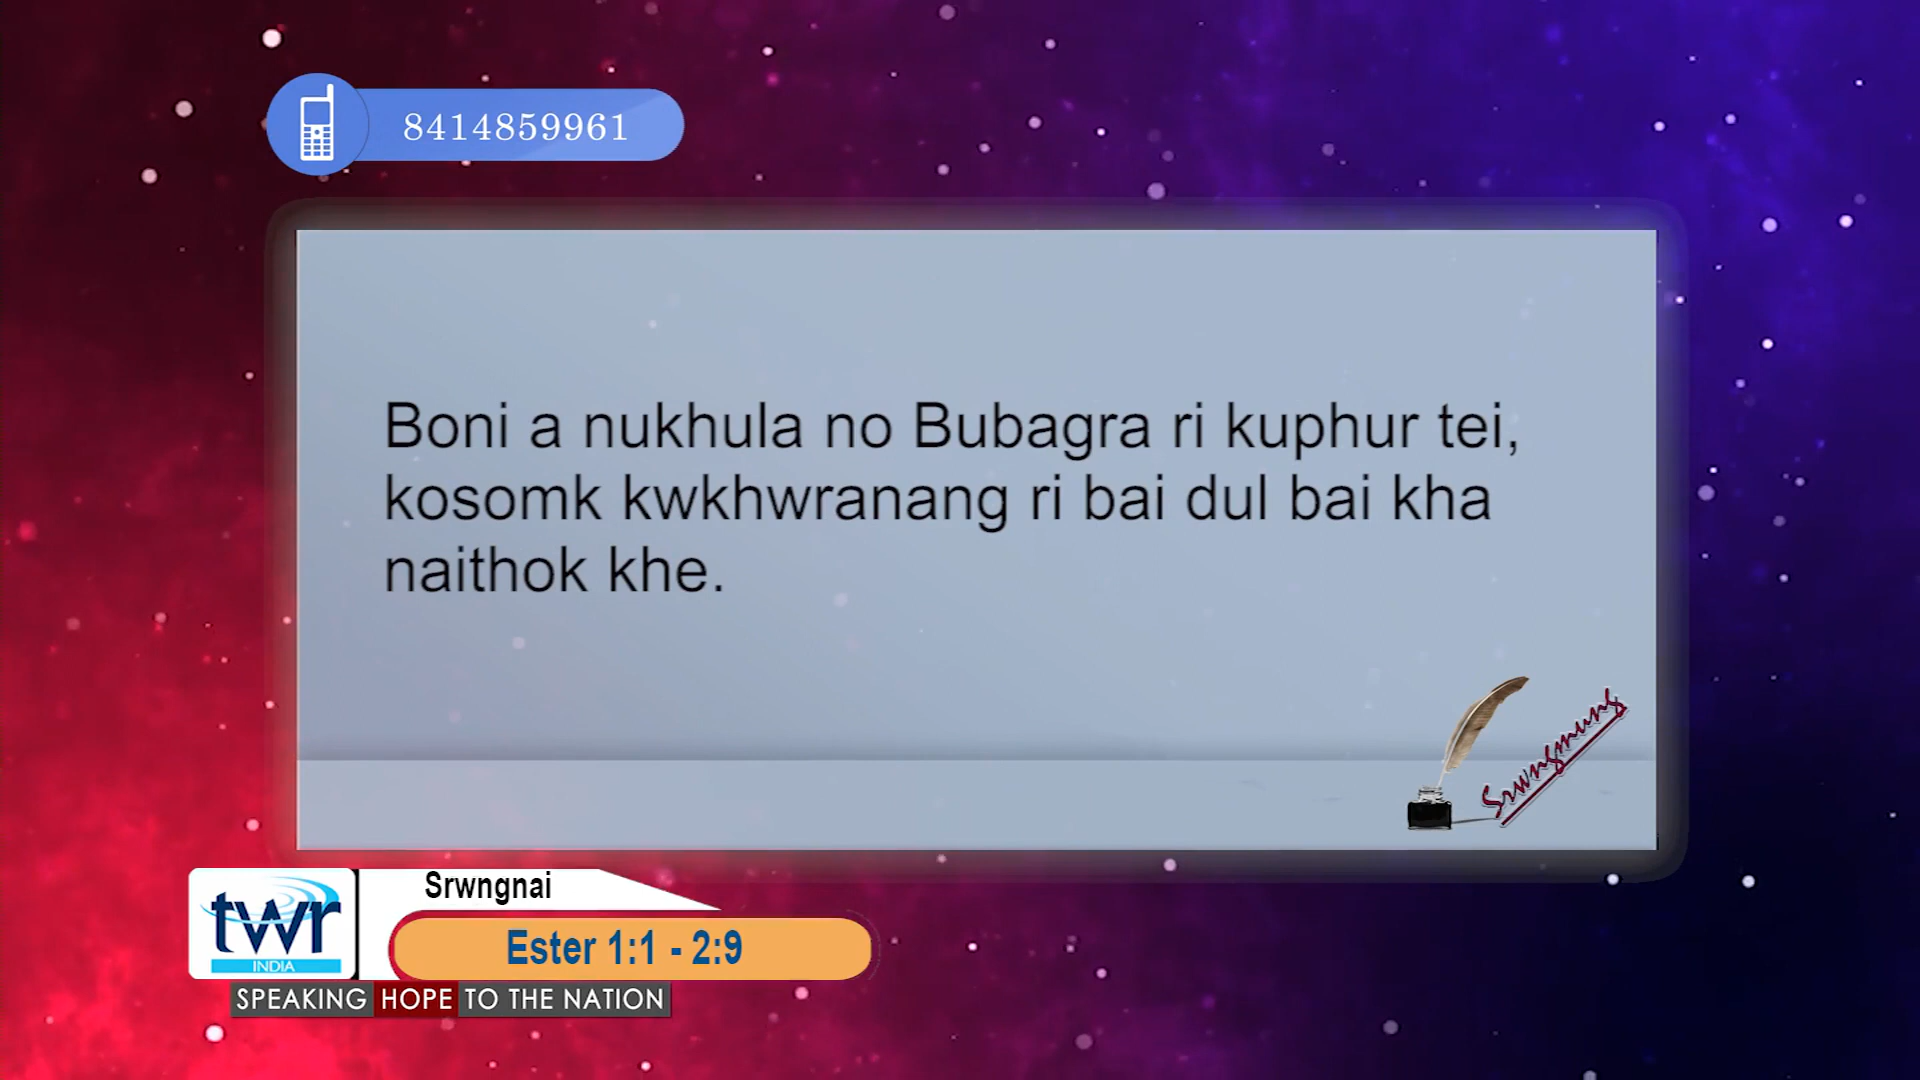 8414859961
Boni a nukhula no Bubagra ri kuphur tei,
kosomk kwkhwranang ri bai dul bai kha
naithok khe.
Srwngmung
twr
INDIA
Srwngnai
Ester 1:1 - 2:9
SPEAKING HOPE TO THE NATION